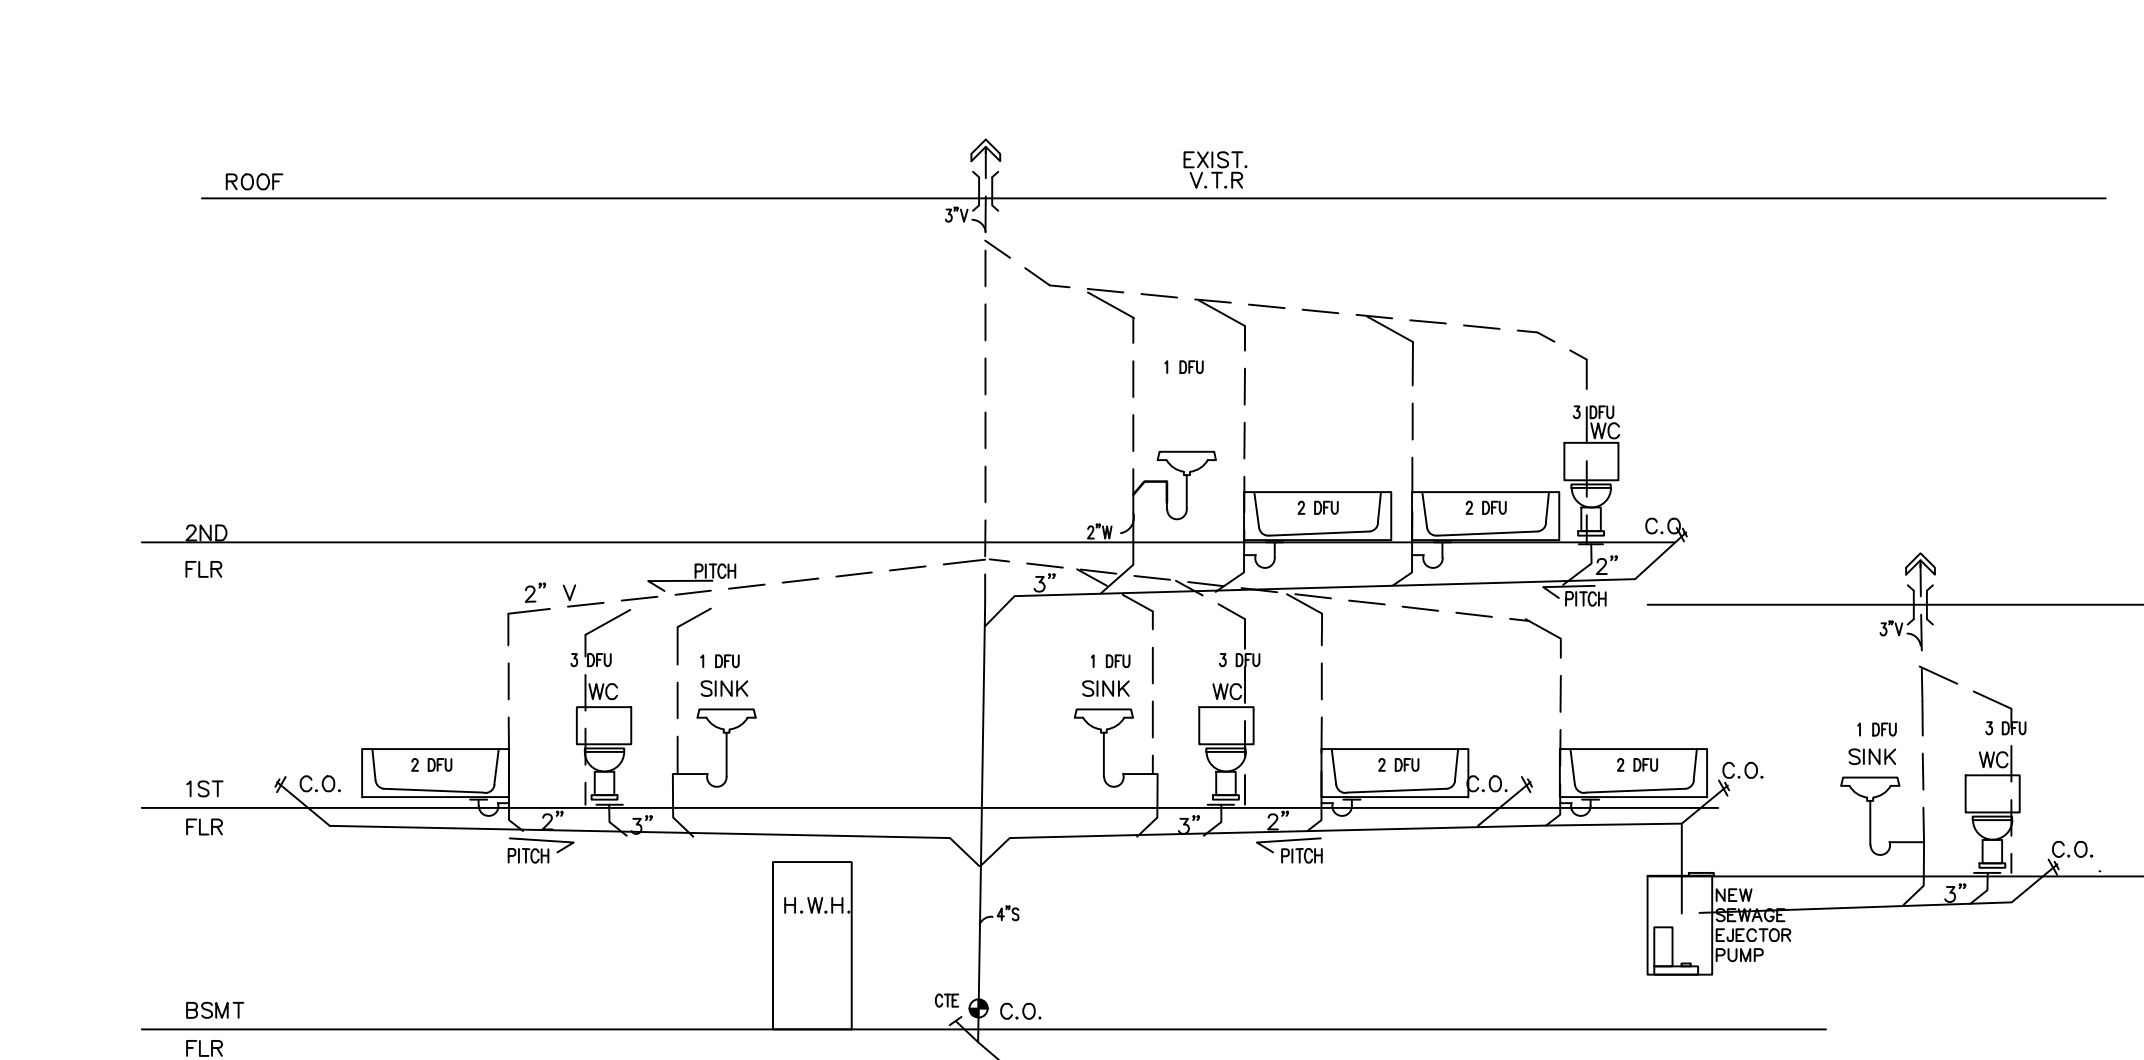 EXIST.
V.T.R
ROOF
3"V
1 DFU
3 DFU
WC
2 DFU
2 DFU
C.O.
2ND
2"W
FLR
PITCH
2"
3"
2" V
PITCH
3"V
3 DFU
1 DFU
1 DFU
3 DFU
WC
SINK
SINK
WC
1 DFU
3 DFU
SINK
WC
2 DFU
2 DFU
2 DFU
C.O.
C.O.
C.O.
1ST
FLR
2"
3"
3"
2"
PITCH
PITCH
C.O.
H.W.H.
4"S
3"
NEW
SEWAGE
EJECTOR
PUMP
CTE
C.O.
BSMT
FLR